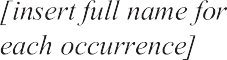 [insert full name for
each occurrence]